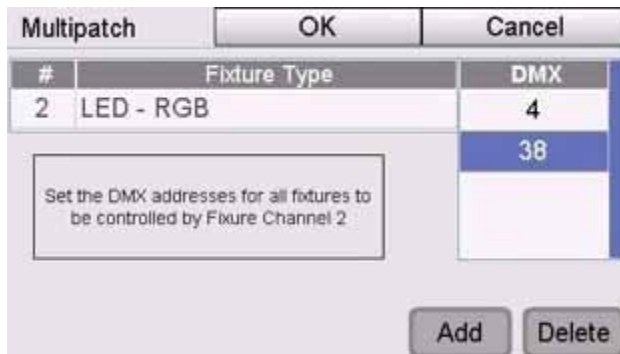 Multipatch OK Cancel
# Fixture Type DMX
2 LED - RGB 4
38
Set the DMX addresses for all fixtures to
be controlled by Fixure Channel 2
Add Delete